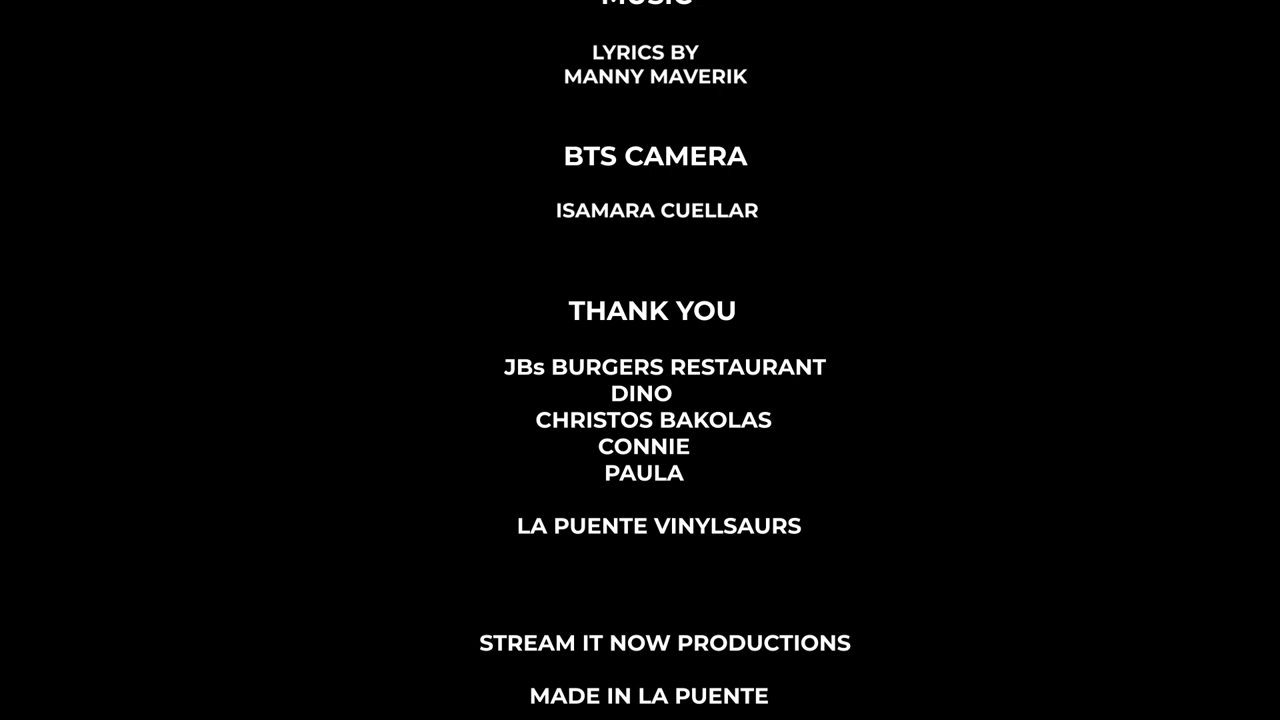 MUSIC
LYRICS BY
MANNY MAVERIK
BTS CAMERA
ISAMARA CUELLAR
THANK YOU
JBs BURGERS RESTAURANT
DINO
CHRISTOS BAKOLAS
CONNIE
PAULA
LA PUENTE VINYLSAURS
STREAM IT NOW PRODUCTIONS
MADE IN LA PUENTE